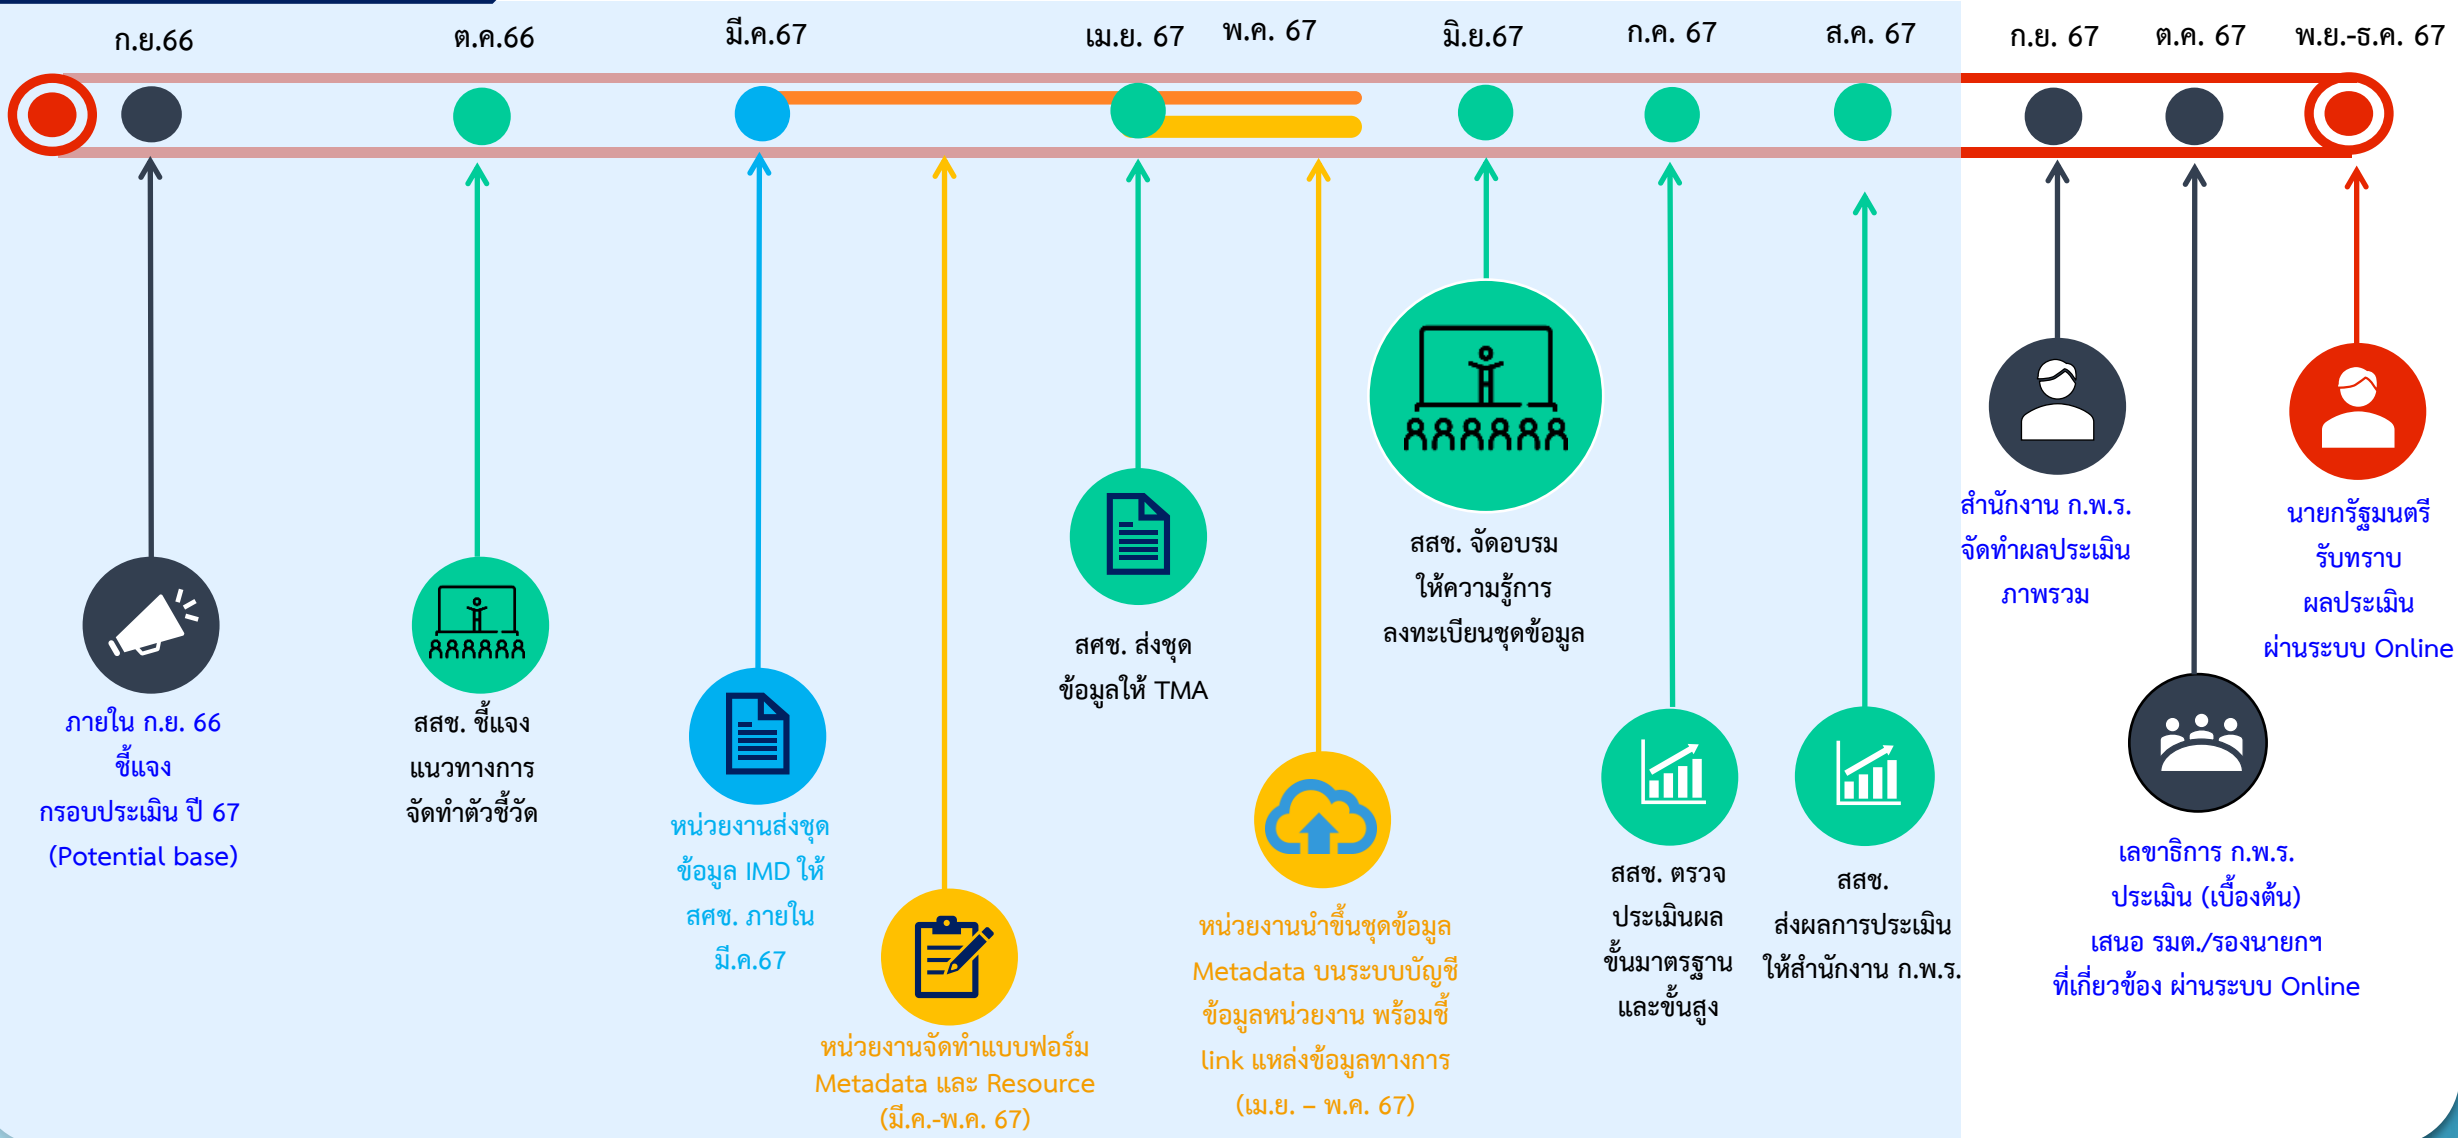 ก.ย.66
ต.ค.66
มี.ค.67
เม.ย. 67
พ.ค. 67
มิ.ย.67
ก.ค. 67
ส.ค. 67
ก.ย. 67
ต.ค. 67
พ.ย.-ธ.ค. 67
ภายใน ก.ย. 66
ชี้แจง
กรอบประเมิน ปี 67
(Potential base)
สสช. ชี้แจง
แนวทางการ
จัดทำตัวชี้วัด
หน่วยงานส่งชุด
ข้อมูล IMD ให้
สศช. ภายใน
มี.ค.67
หน่วยงานจัดทำแบบฟอร์ม
Metadata และ Resource
(มี.ค.-พ.ค. 67)
สศช. ส่งชุด
ข้อมูลให้ TMA
หน่วยงานนำขึ้นชุดข้อมูล
Metadata บนระบบบัญชี
ข้อมูลหน่วยงาน พร้อมชี้
link แหล่งข้อมูลทางการ
(เม.ย. – พ.ค. 67)
สสช. จัดอบรม
ให้ความรู้การ
ลงทะเบียนชุดข้อมูล
สสช. ตรวจ
ประเมินผล
ขั้นมาตรฐาน
และขั้นสูง
สสช.
ส่งผลการประเมิน
ให้สำนักงาน ก.พ.ร.
สำนักงาน ก.พ.ร.
จัดทำผลประเมิน
ภาพรวม
เลขาธิการ ก.พ.ร.
ประเมิน (เบื้องต้น)
เสนอ รมต./รองนายกฯ
ที่เกี่ยวข้อง ผ่านระบบ Online
นายกรัฐมนตรี
รับทราบ
ผลประเมิน
ผ่านระบบ Online